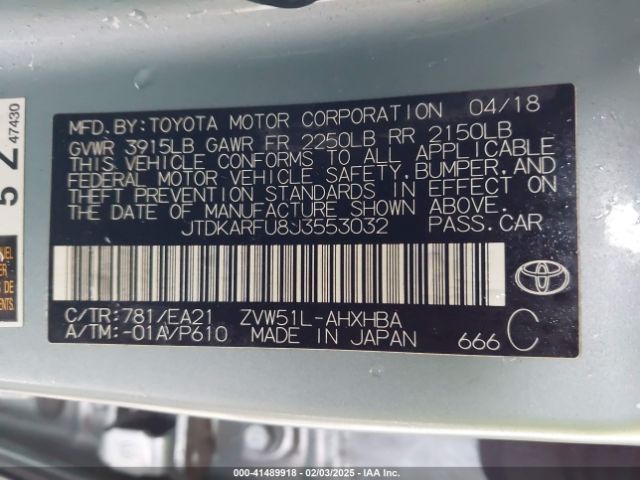 MFD.BY:TOYOTA MOTOR CORPORATION 04/18
GVWR 3915LB GAWR FR 2250LB RR 2150LB
THIS VEHICLE CONFORMS TO ALL APPLICABLE
FEDERAL MOTOR VEHICLE SAFETY,BUMPER,AND
THEFT PREVENTION STANDARDS IN EFFECT ON
THE DATE OF MANUFACTURE SHOWN ABOVE.
JTDKARFU8J3553032 PASS.CAR
C/TR:781/EA21 ZVW51L-AHXHBA
A/TM:-01A/P610 MADE IN JAPAN 666 C
5 Z 47430
DE
000-41489918 - 02/03/2025 - IAA Inc.